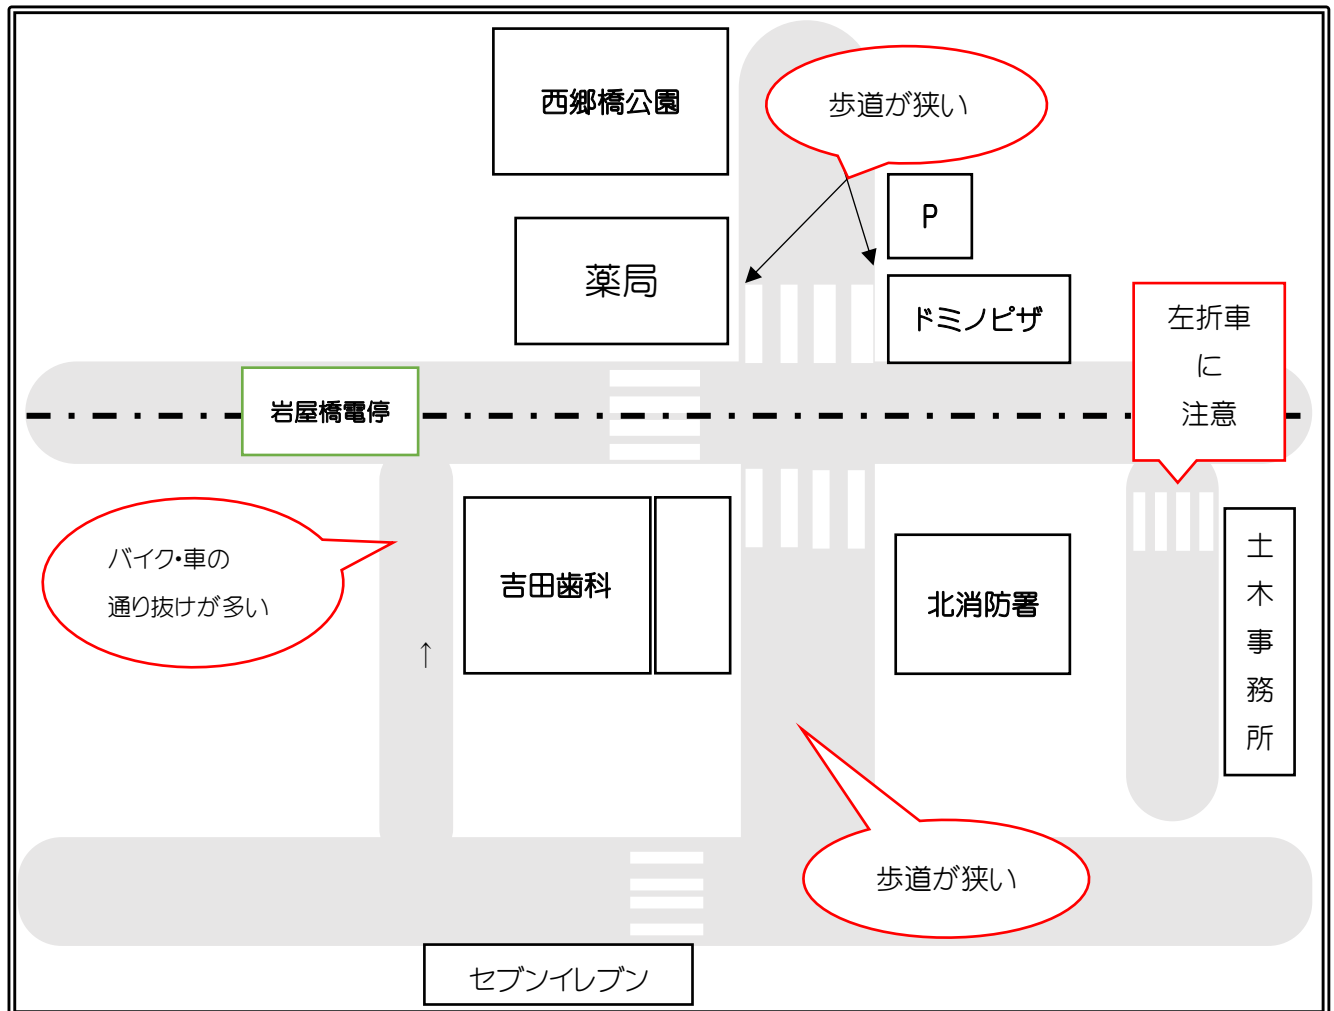 西郷橋公園
歩道が狭い
P
薬局
ドミノピザ
左折車
に
注意
岩屋橋電停
バイク・車の
通り抜けが多い
↑
吉田歯科
北消防署
土
木
事
務
所
歩道が狭い
セブンイレブン